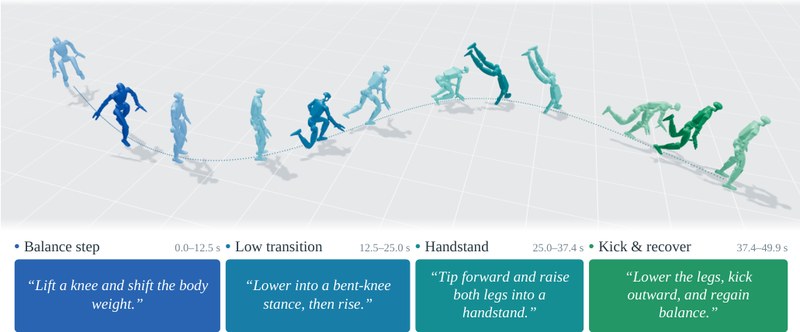 • Balance step 0.0–12.5 s
• Low transition 12.5–25.0 s
• Handstand 25.0–37.4 s
• Kick & recover 37.4–49.9 s
“Lift a knee and shift the body
weight.”
“Lower into a bent-knee
stance, then rise.”
“Tip forward and raise
both legs into a
handstand.”
“Lower the legs, kick
outward, and regain
balance.”